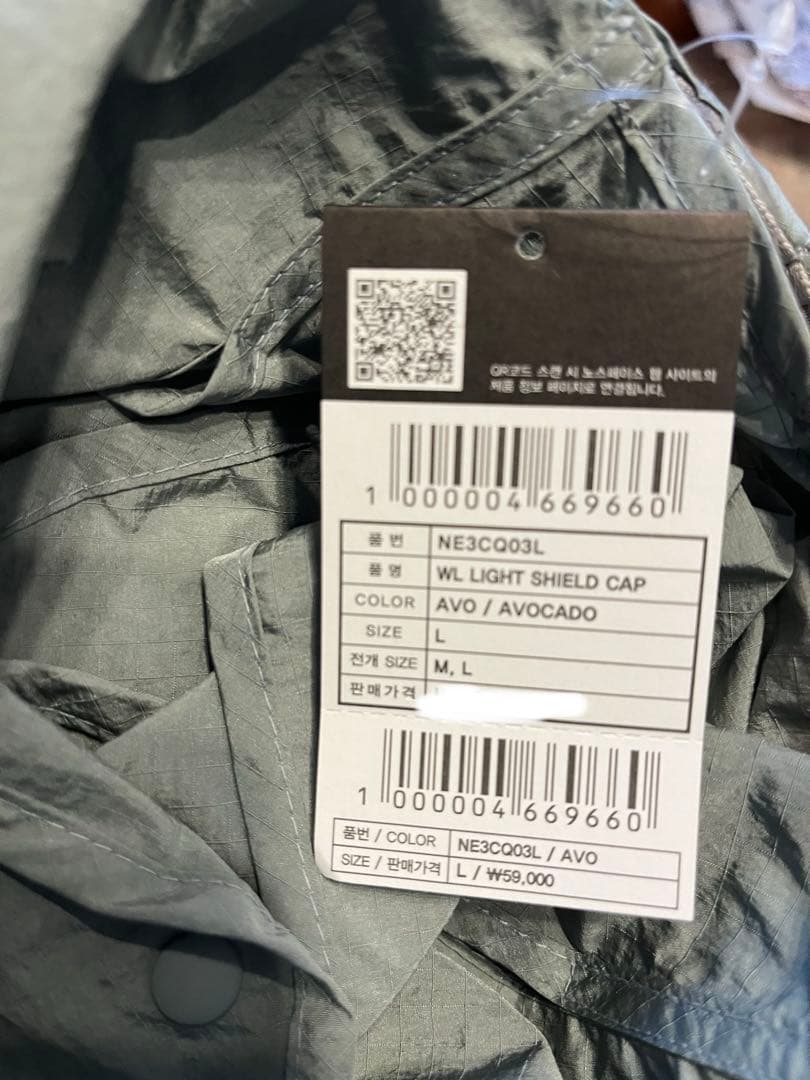 QR코드 스캔 시 노스페이스 웹 사이트의
제품 정보 페이지로 연결됩니다.
1 000004 669660
품 번 NE3CQ03L
품 명 WL LIGHT SHIELD CAP
COLOR AVO / AVOCADO
SIZE L
전개 SIZE M, L
판매가격
1 000004 669660
품번 / COLOR NE3CQ03L / AVO
SIZE / 판매가격 L / ₩59,000